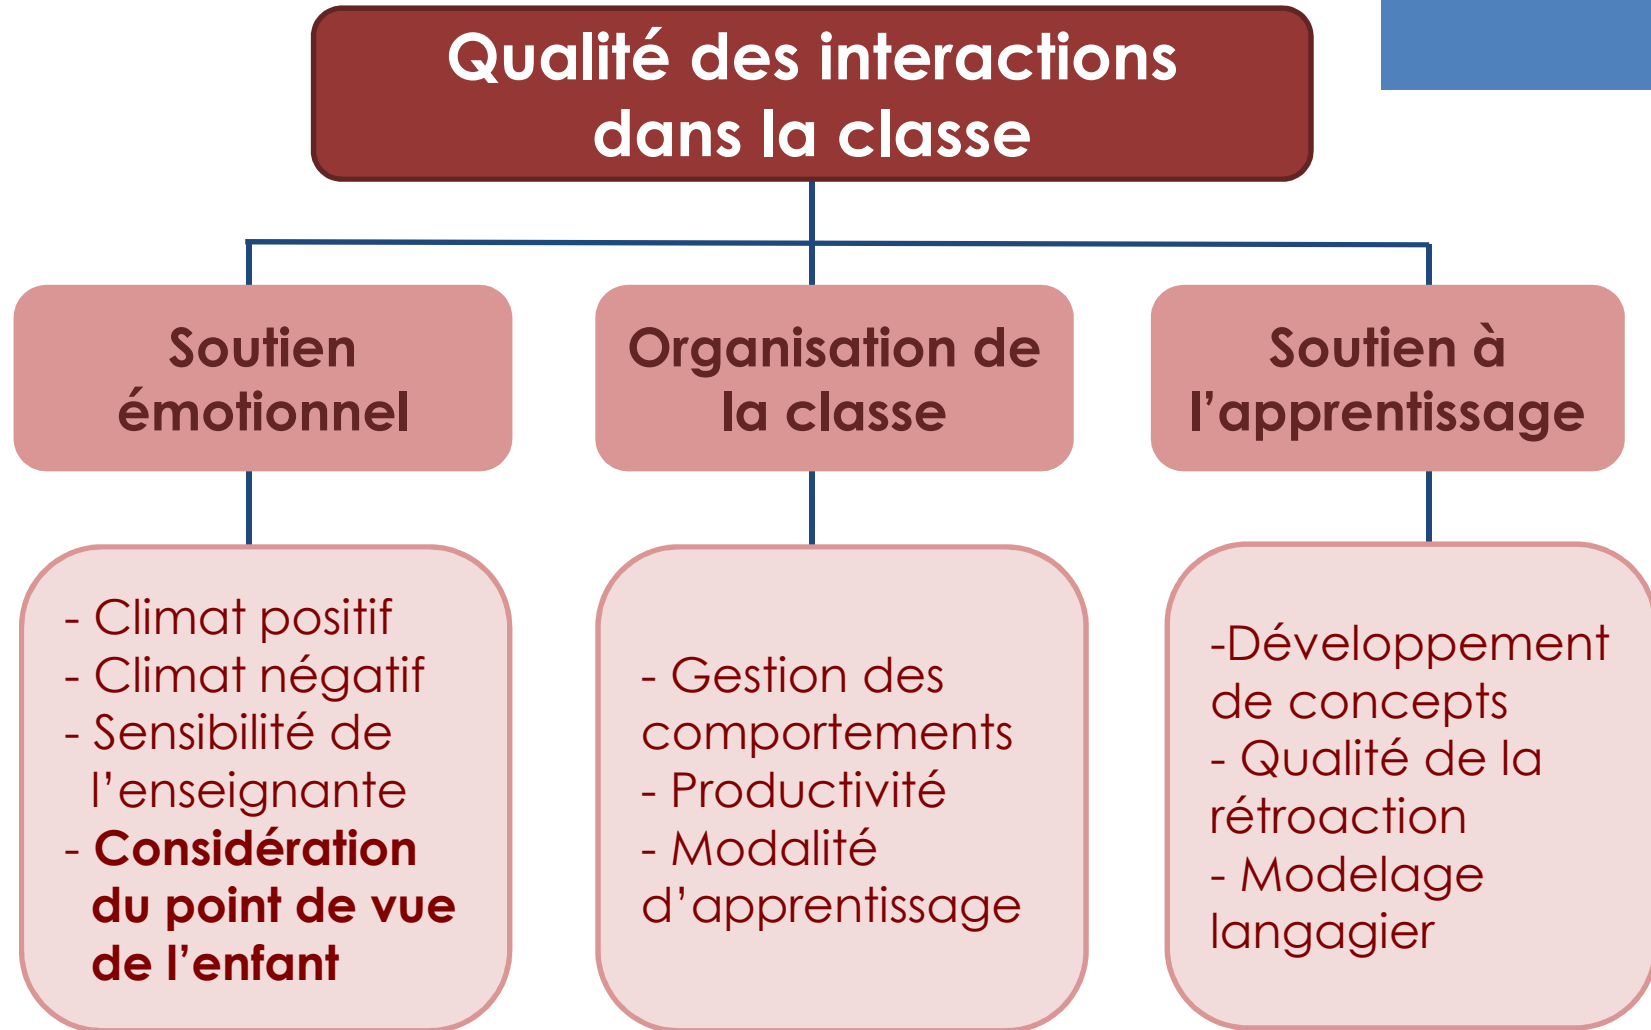 Qualité des interactions
dans la classe
Soutien
émotionnel
Organisation de
la classe
Soutien à
l’apprentissage
- Climat positif
- Climat négatif
- Sensibilité de
l’enseignante
- Considération
du point de vue
de l’enfant
- Gestion des
comportements
- Productivité
- Modalité
d’apprentissage
-Développement
de concepts
- Qualité de la
rétroaction
- Modelage
langagier